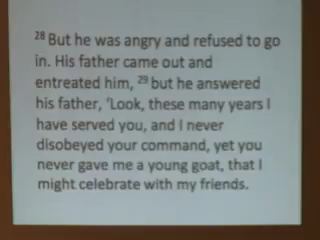 28 But he was angry and refused to go
in. His father came out and
entreated him, 29 but he answered
his father, 'Look, these many years I
have served you, and I never
disobeyed your command, yet you
never gave me a young goat, that I
might celebrate with my friends.